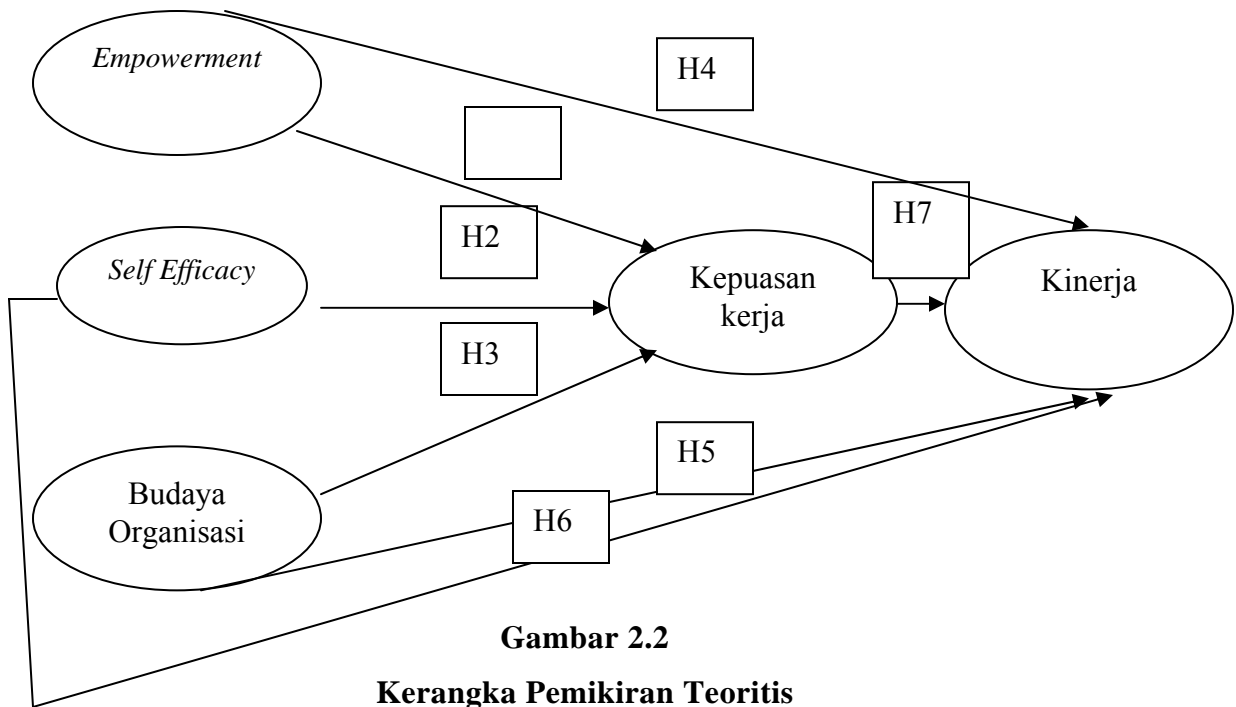 Empowerment
H4
H7
H2
Self Efficacy
Kepuasan
kerja
Kinerja
H3
H5
Budaya
Organisasi
H6
Gambar 2.2
Kerangka Pemikiran Teoritis